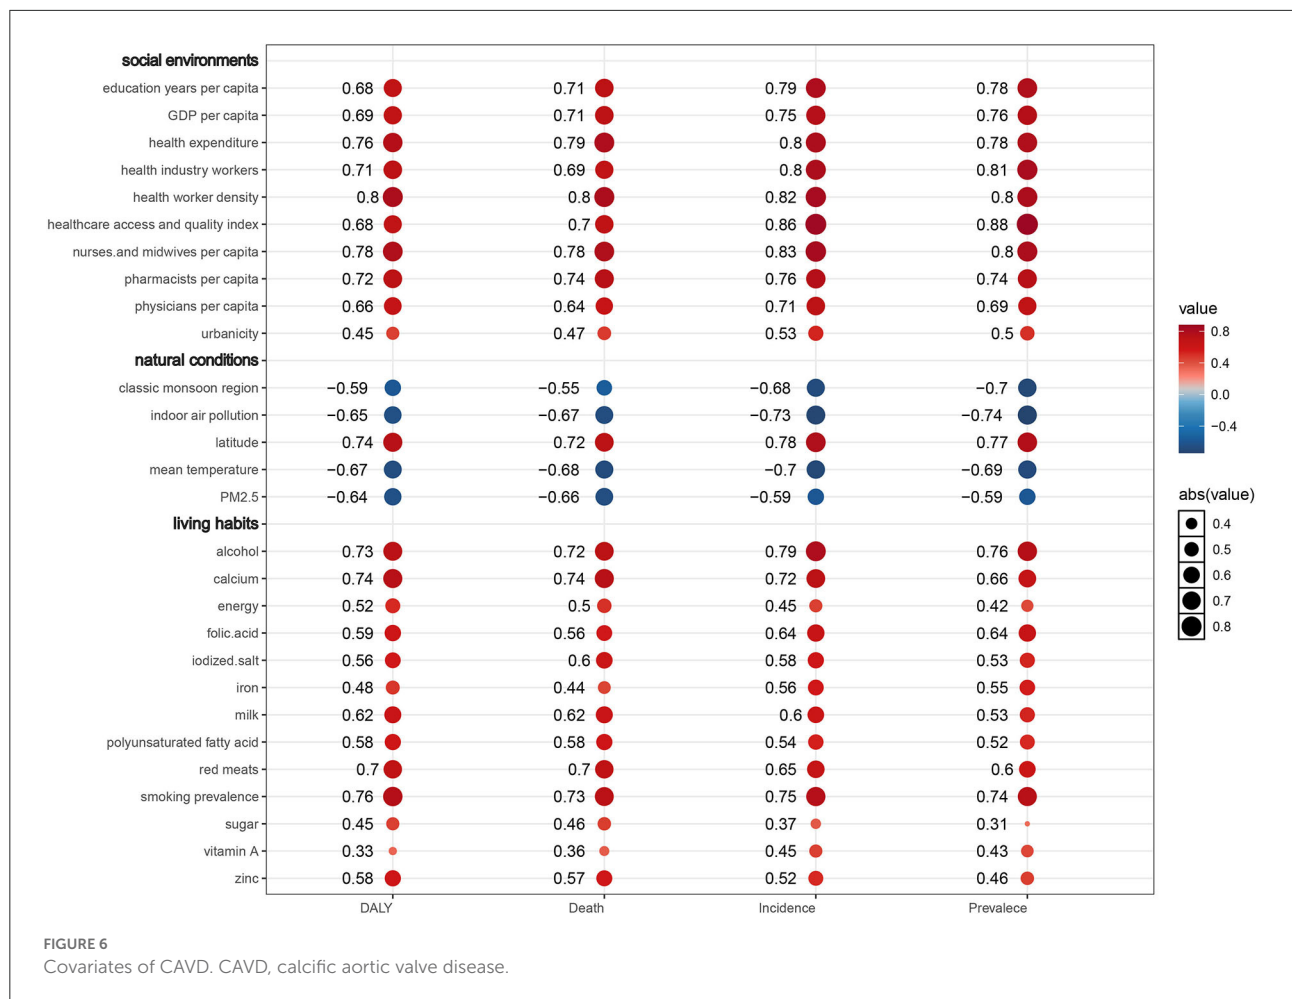 social environments
education years per capita 0.68 0.71 0.79 0.78
GDP per capita 0.69 0.71 0.75 0.76
health expenditure 0.76 0.79 0.8 0.78
health industry workers 0.71 0.69 0.8 0.81
health worker density 0.8 0.8 0.82 0.8
healthcare access and quality index 0.68 0.7 0.86 0.88
nurses.and midwives per capita 0.78 0.78 0.83 0.8
pharmacists per capita 0.72 0.74 0.76 0.74
physicians per capita 0.66 0.64 0.71 0.69
urbanicity 0.45 0.47 0.53 0.5
natural conditions
classic monsoon region −0.59 −0.55 −0.68 −0.7
indoor air pollution −0.65 −0.67 −0.73 −0.74
latitude 0.74 0.72 0.78 0.77
mean temperature −0.67 −0.68 −0.7 −0.69
PM2.5 −0.64 −0.66 −0.59 −0.59
living habits
alcohol 0.73 0.72 0.79 0.76
calcium 0.74 0.74 0.72 0.66
energy 0.52 0.5 0.45 0.42
folic.acid 0.59 0.56 0.64 0.64
iodized.salt 0.56 0.6 0.58 0.53
iron 0.48 0.44 0.56 0.55
milk 0.62 0.62 0.6 0.53
polyunsaturated fatty acid 0.58 0.58 0.54 0.52
red meats 0.7 0.7 0.65 0.6
smoking prevalence 0.76 0.73 0.75 0.74
sugar 0.45 0.46 0.37 0.31
vitamin A 0.33 0.36 0.45 0.43
zinc 0.58 0.57 0.52 0.46
DALY Death Incidence Prevalece
value
0.8
0.4
0.0
−0.4
abs(value)
0.4
0.5
0.6
0.7
0.8
FIGURE 6
Covariates of CAVD. CAVD, calcific aortic valve disease.